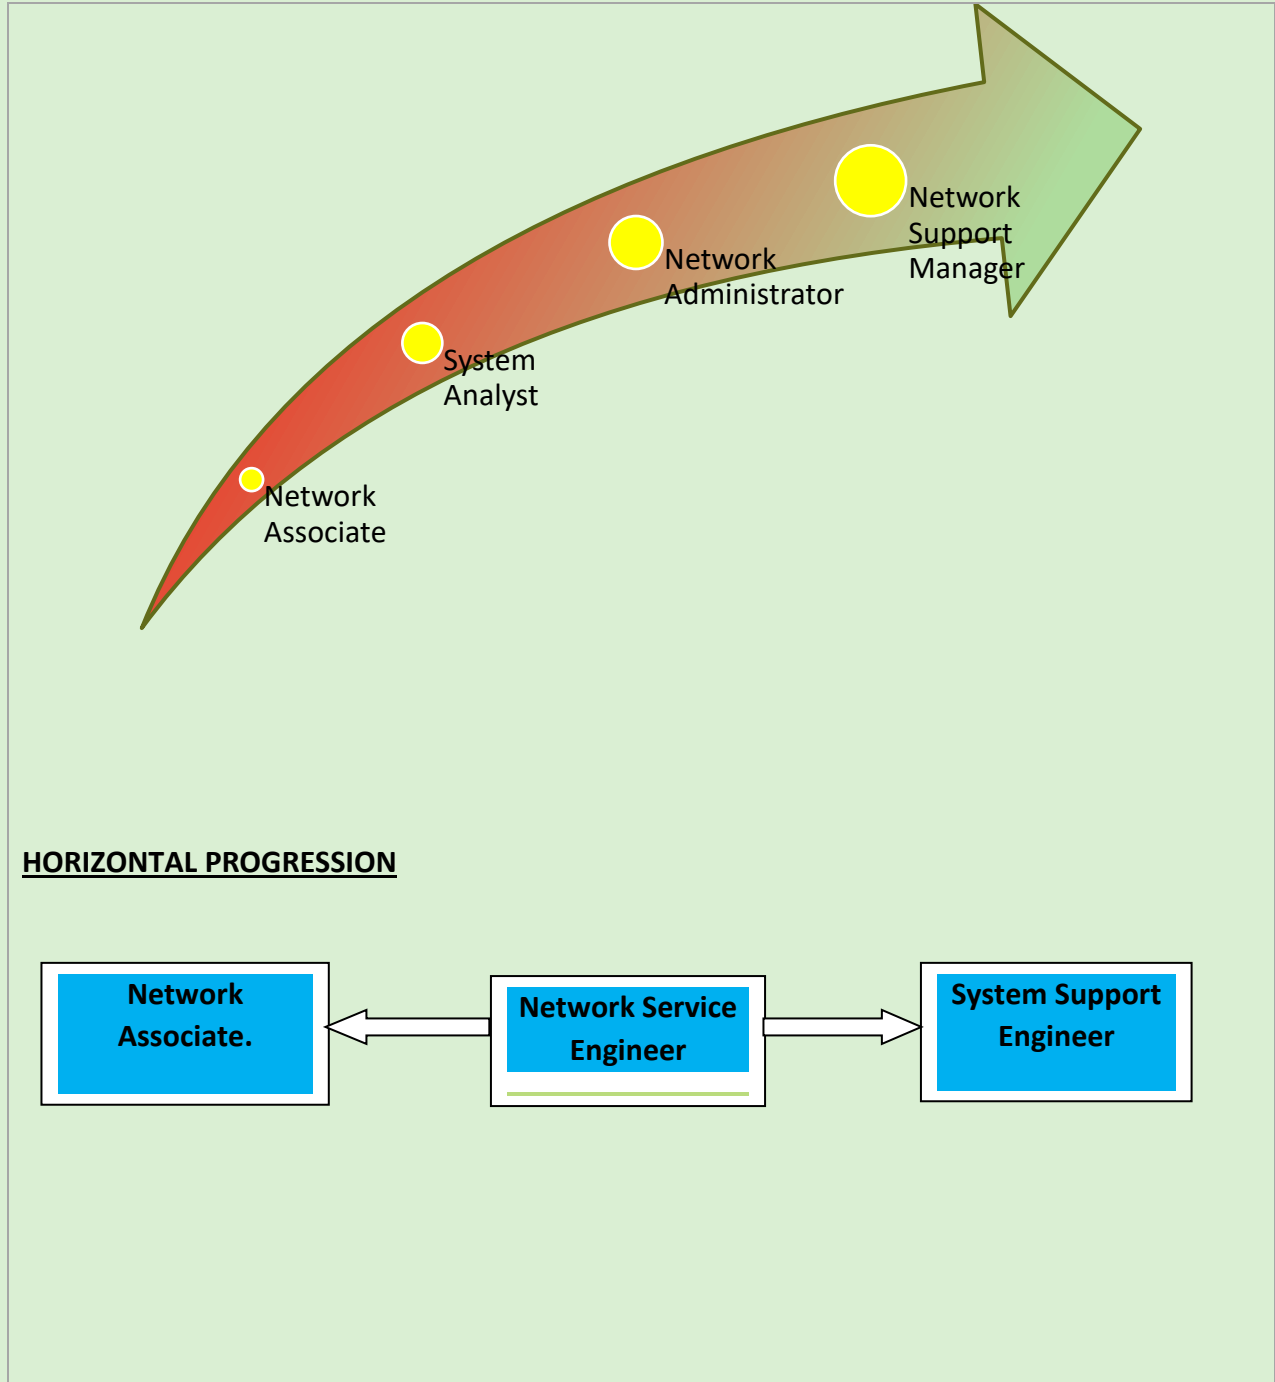 Network
Support
Manager
Network
Administrator
System
Analyst
Network
Associate
HORIZONTAL PROGRESSION
Network
Associate.
Network Service
Engineer
System Support
Engineer